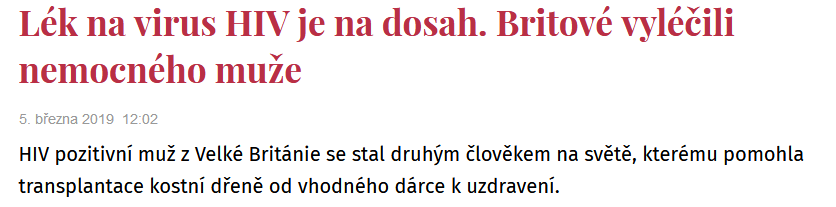 Lék na virus HIV je na dosah. Britové vyléčili
nemocného muže
5. března 2019 12:02
HIV pozitivní muž z Velké Británie se stal druhým člověkem na světě, kterému pomohla
transplantace kostní dřeně od vhodného dárce k uzdravení.